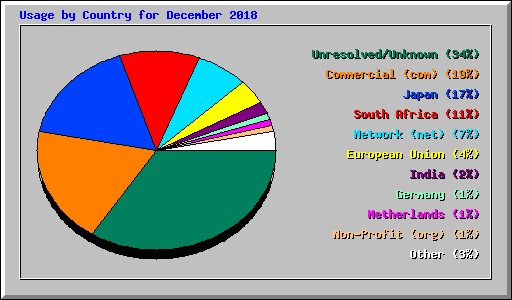 Usage by Country for December 2018
Unresolved/Unknown (34%)
Commercial (com) (19%)
Japan (17%)
South Africa (11%)
Network (net) (7%)
European Union (4%)
India (2%)
Germany (1%)
Netherlands (1%)
Non-Profit (org) (1%)
Other (3%)